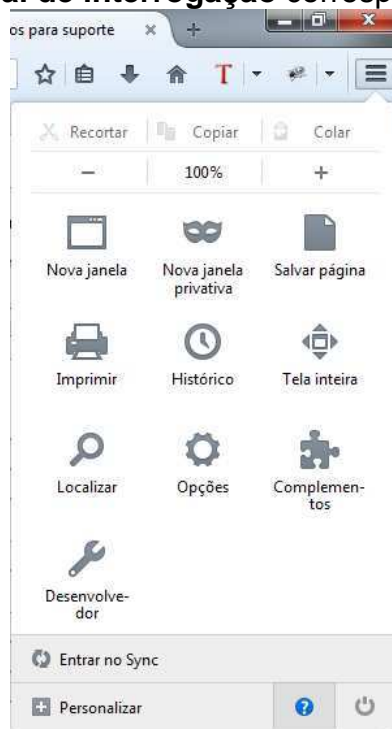 al de interrogação corresp
os para suporte
T
Recortar Copiar Colar
100%
Nova janela Nova janela privativa Salvar página
Imprimir Histórico Tela inteira
Localizar Opções Complemen-
tos
Desenvolve-
dor
Entrar no Sync
Personalizar